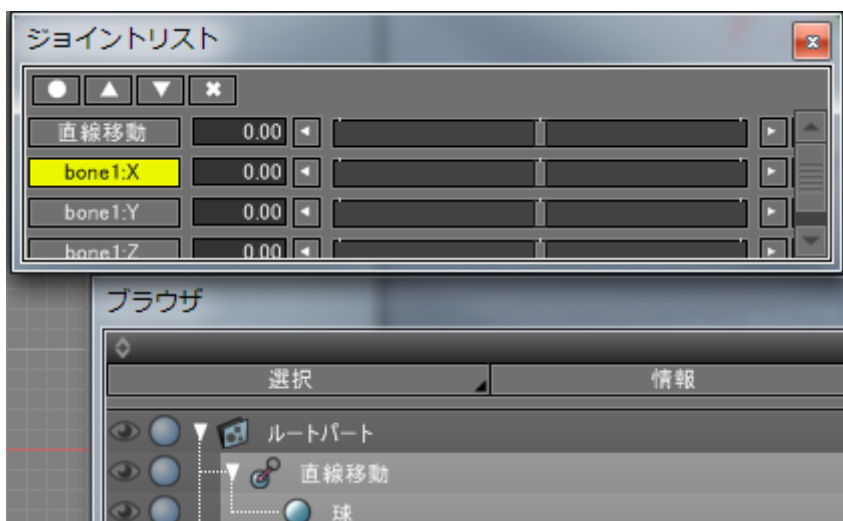 ジョイントリスト
直線移動 0.00
bone1:X 0.00
bone1:Y 0.00
bone1:Z 0.00
ブラウザ
選択 情報
ルートパート
直線移動
球